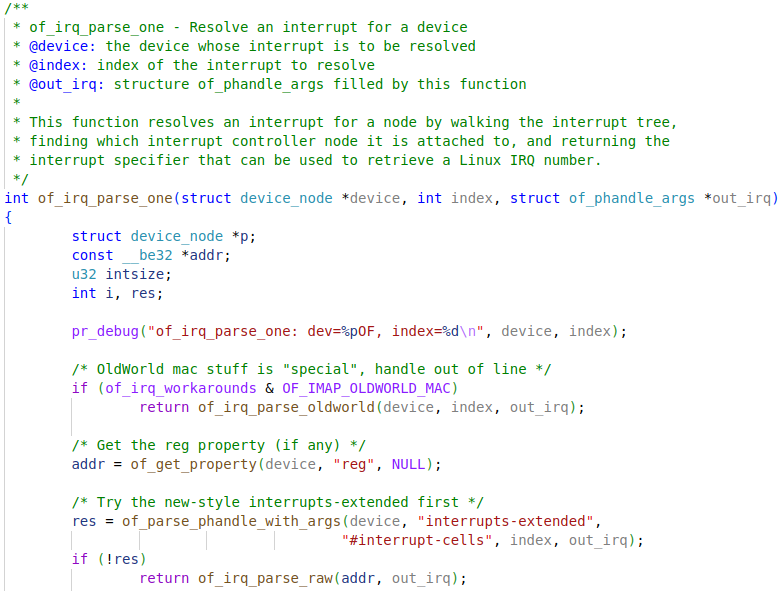 /**
 * of_irq_parse_one - Resolve an interrupt for a device
 * @device: the device whose interrupt is to be resolved
 * @index: index of the interrupt to resolve
 * @out_irq: structure of_phandle_args filled by this function
 *
 * This function resolves an interrupt for a node by walking the interrupt tree,
 * finding which interrupt controller node it is attached to, and returning the
 * interrupt specifier that can be used to retrieve a Linux IRQ number.
 */
int of_irq_parse_one(struct device_node *device, int index, struct of_phandle_args *out_irq)
{
        struct device_node *p;
        const __be32 *addr;
        u32 intsize;
        int i, res;

        pr_debug("of_irq_parse_one: dev=%pOF, index=%d\n", device, index);

        /* OldWorld mac stuff is "special", handle out of line */
        if (of_irq_workarounds & OF_IMAP_OLDWORLD_MAC)
                return of_irq_parse_oldworld(device, index, out_irq);

        /* Get the reg property (if any) */
        addr = of_get_property(device, "reg", NULL);

        /* Try the new-style interrupts-extended first */
        res = of_parse_phandle_with_args(device, "interrupts-extended",
                                        "#interrupt-cells", index, out_irq);
        if (!res)
                return of_irq_parse_raw(addr, out_irq);